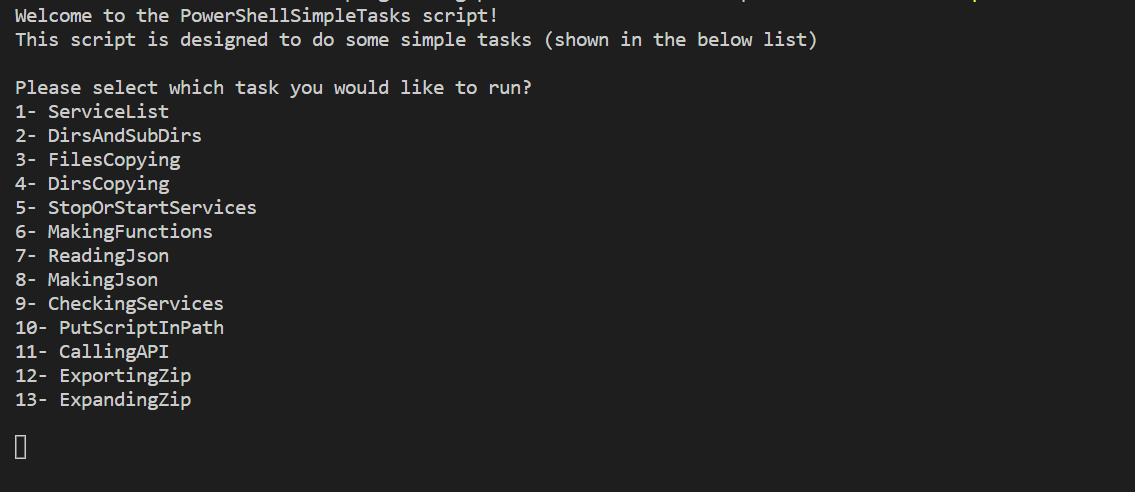 Welcome to the PowerShellSimpleTasks script!
This script is designed to do some simple tasks (shown in the below list)
Please select which task you would like to run?
1- ServiceList
2- DirsAndSubDirs
3- FilesCopying
4- DirsCopying
5- StopOrStartServices
6- MakingFunctions
7- ReadingJson
8- MakingJson
9- CheckingServices
10- PutScriptInPath
11- CallingAPI
12- ExportingZip
13- ExpandingZip